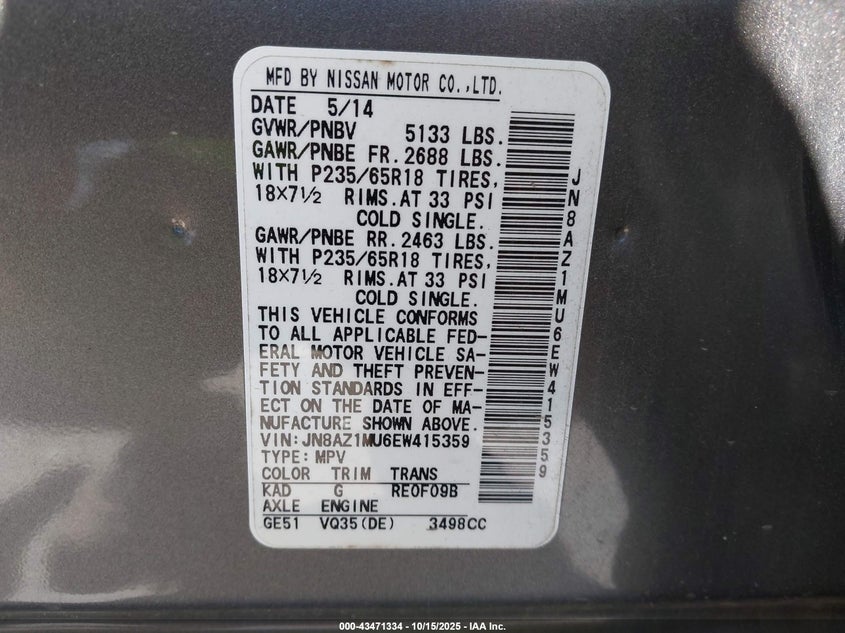 MFD BY NISSAN MOTOR CO.,LTD.
DATE 5/14
GVWR/PNBV 5133 LBS.
GAWR/PNBE FR. 2688 LBS.
WITH P235/65R18 TIRES,
18X7½ RIMS. AT 33 PSI
COLD SINGLE.
GAWR/PNBE RR. 2463 LBS.
WITH P235/65R18 TIRES,
18X7½ RIMS. AT 33 PSI
COLD SINGLE.
THIS VEHICLE CONFORMS
TO ALL APPLICABLE FED-
ERAL MOTOR VEHICLE SA-
FETY AND THEFT PREVEN-
TION STANDARDS IN EFF-
ECT ON THE DATE OF MA-
NUFACTURE SHOWN ABOVE.
VIN:JN8AZ1MU6EW415359
TYPE:MPV
COLOR TRIM TRANS
KAD G RE0F09B
AXLE ENGINE
GE51 VQ35(DE) 3498CC
JN8AZ1MU6EW415359
000-43471334 - 10/15/2025 - IAA Inc.